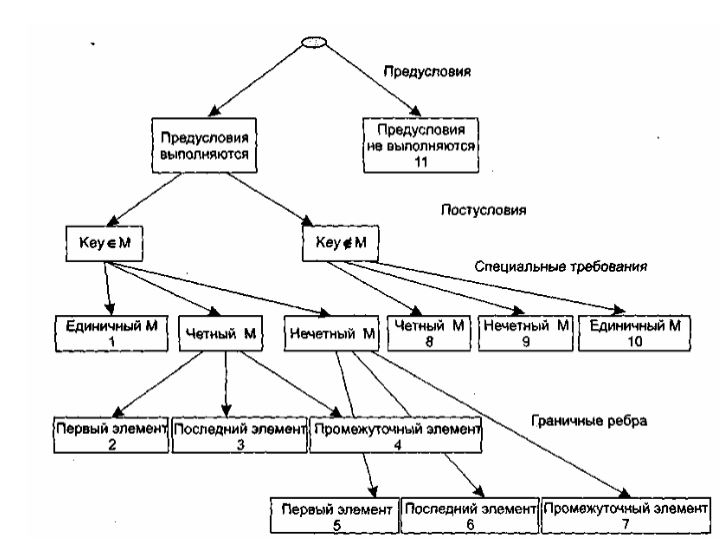 Предусловия
Предусловия
выполняются
Предусловия
не выполняются
11
Постусловия
Key ∈ M
Key ∉ M
Специальные требования
Единичный М
1
Четный М
Нечетный М
Четный М
8
Нечетный М
9
Единичный М
10
Граничные ребра
Первый элемент
2
Последний элемент
3
Промежуточный элемент
4
Первый элемент
5
Последний элемент
6
Промежуточный элемент
7